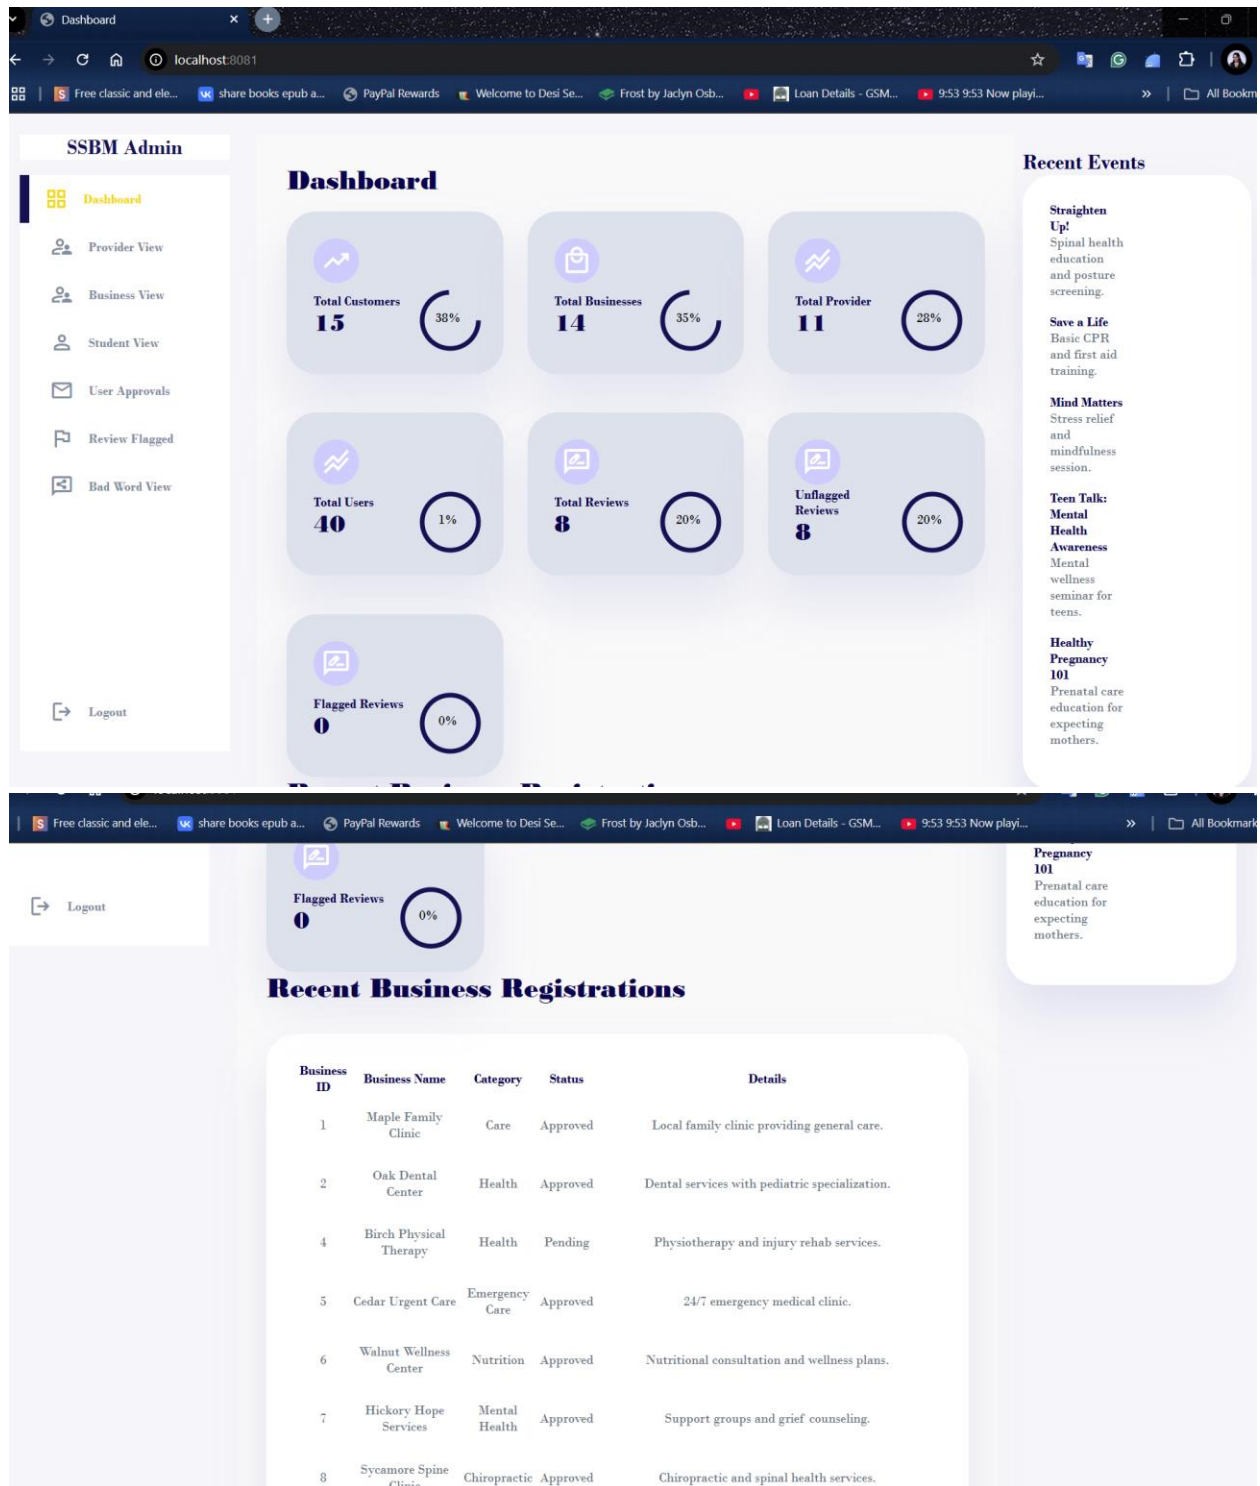 Dashboard
localhost:8081
Free classic and ele...
share books epub a...
PayPal Rewards
Welcome to Desi Se...
Frost by Jaclyn Osb...
Loan Details - GSM...
9:53 9:53 Now playi...
All Bookm
SSBM Admin
Dashboard
Provider View
Business View
Student View
User Approvals
Review Flagged
Bad Word View
Logout
Dashboard
Total Customers
15
38%
Total Businesses
14
35%
Total Provider
11
28%
Total Users
40
1%
Total Reviews
8
20%
Unflagged
Reviews
8
20%
Flagged Reviews
0
0%
Recent Events
Straighten
Up!
Spinal health
education
and posture
screening.
Save a Life
Basic CPR
and first aid
training.
Mind Matters
Stress relief
and
mindfulness
session.
Teen Talk:
Mental
Health
Awareness
Mental
wellness
seminar for
teens.
Healthy
Pregnancy
101
Prenatal care
education for
expecting
mothers.
Free classic and ele...
share books epub a...
PayPal Rewards
Welcome to Desi Se...
Frost by Jaclyn Osb...
Loan Details - GSM...
9:53 9:53 Now playi...
All Bookmark
Logout
Flagged Reviews
0
0%
Pregnancy
101
Prenatal care
education for
expecting
mothers.
Recent Business Registrations
Business ID Business Name Category Status Details
1 Maple Family Clinic Care Approved Local family clinic providing general care.
2 Oak Dental Center Health Approved Dental services with pediatric specialization.
4 Birch Physical Therapy Health Pending Physiotherapy and injury rehab services.
5 Cedar Urgent Care Emergency Care Approved 24/7 emergency medical clinic.
6 Walnut Wellness Center Nutrition Approved Nutritional consultation and wellness plans.
7 Hickory Hope Services Mental Health Approved Support groups and grief counseling.
8 Sycamore Spine Clinic Chiropractic Approved Chiropractic and spinal health services.